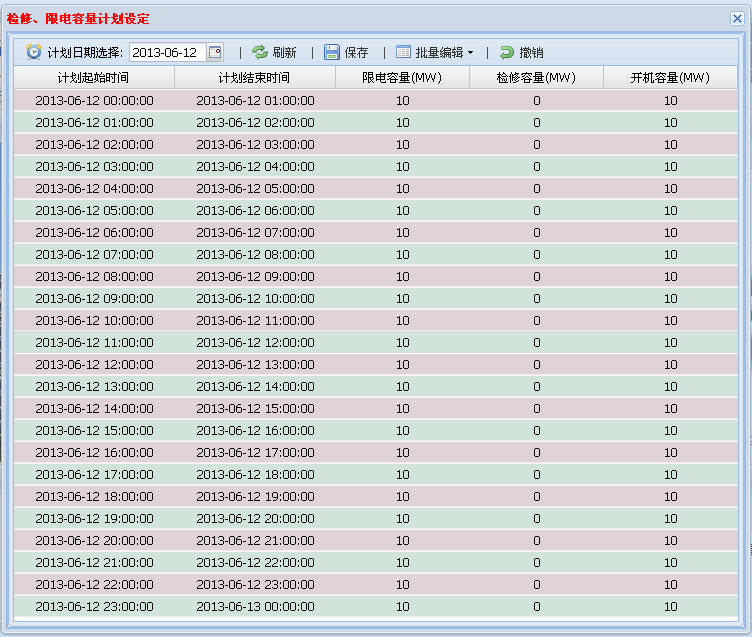 检修、限电容量计划设定
计划日期选择: 2013-06-12 | 刷新 | 保存 | 批量编辑 | 撤销
计划起始时间 计划结束时间 限电容量(MW) 检修容量(MW) 开机容量(MW)
2013-06-12 00:00:00 2013-06-12 01:00:00 10 0 10
2013-06-12 01:00:00 2013-06-12 02:00:00 10 0 10
2013-06-12 02:00:00 2013-06-12 03:00:00 10 0 10
2013-06-12 03:00:00 2013-06-12 04:00:00 10 0 10
2013-06-12 04:00:00 2013-06-12 05:00:00 10 0 10
2013-06-12 05:00:00 2013-06-12 06:00:00 10 0 10
2013-06-12 06:00:00 2013-06-12 07:00:00 10 0 10
2013-06-12 07:00:00 2013-06-12 08:00:00 10 0 10
2013-06-12 08:00:00 2013-06-12 09:00:00 10 0 10
2013-06-12 09:00:00 2013-06-12 10:00:00 10 0 10
2013-06-12 10:00:00 2013-06-12 11:00:00 10 0 10
2013-06-12 11:00:00 2013-06-12 12:00:00 10 0 10
2013-06-12 12:00:00 2013-06-12 13:00:00 10 0 10
2013-06-12 13:00:00 2013-06-12 14:00:00 10 0 10
2013-06-12 14:00:00 2013-06-12 15:00:00 10 0 10
2013-06-12 15:00:00 2013-06-12 16:00:00 10 0 10
2013-06-12 16:00:00 2013-06-12 17:00:00 10 0 10
2013-06-12 17:00:00 2013-06-12 18:00:00 10 0 10
2013-06-12 18:00:00 2013-06-12 19:00:00 10 0 10
2013-06-12 19:00:00 2013-06-12 20:00:00 10 0 10
2013-06-12 20:00:00 2013-06-12 21:00:00 10 0 10
2013-06-12 21:00:00 2013-06-12 22:00:00 10 0 10
2013-06-12 22:00:00 2013-06-12 23:00:00 10 0 10
2013-06-12 23:00:00 2013-06-13 00:00:00 10 0 10